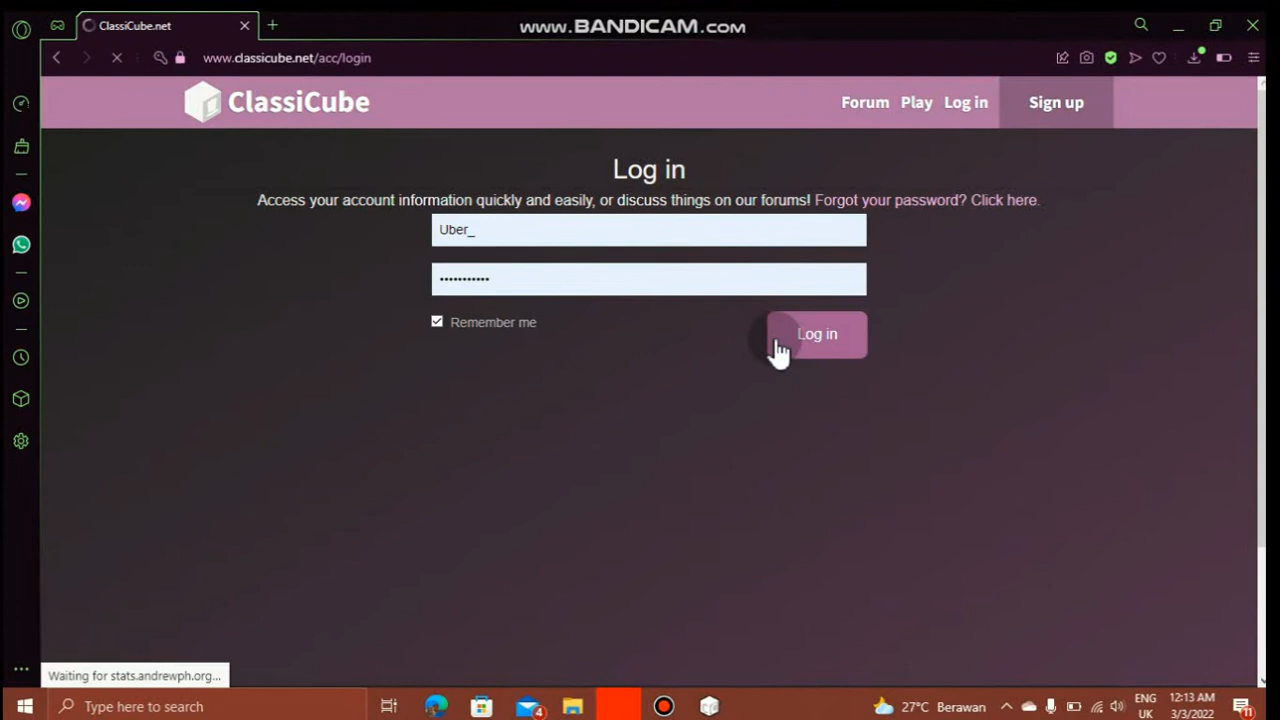 ClassiCube.net
www.BANDICAM.com
www.classicube.net/acc/login
ClassiCube
Forum Play Log in Sign up
Log in
Access your account information quickly and easily, or discuss things on our forums! Forgot your password? Click here.
Uber_
•••••••••••
Remember me
Log in
Waiting for stats.andrewph.org...
Type here to search
4
27°C Berawan
ENG
UK
12:13 AM
3/3/2022
11